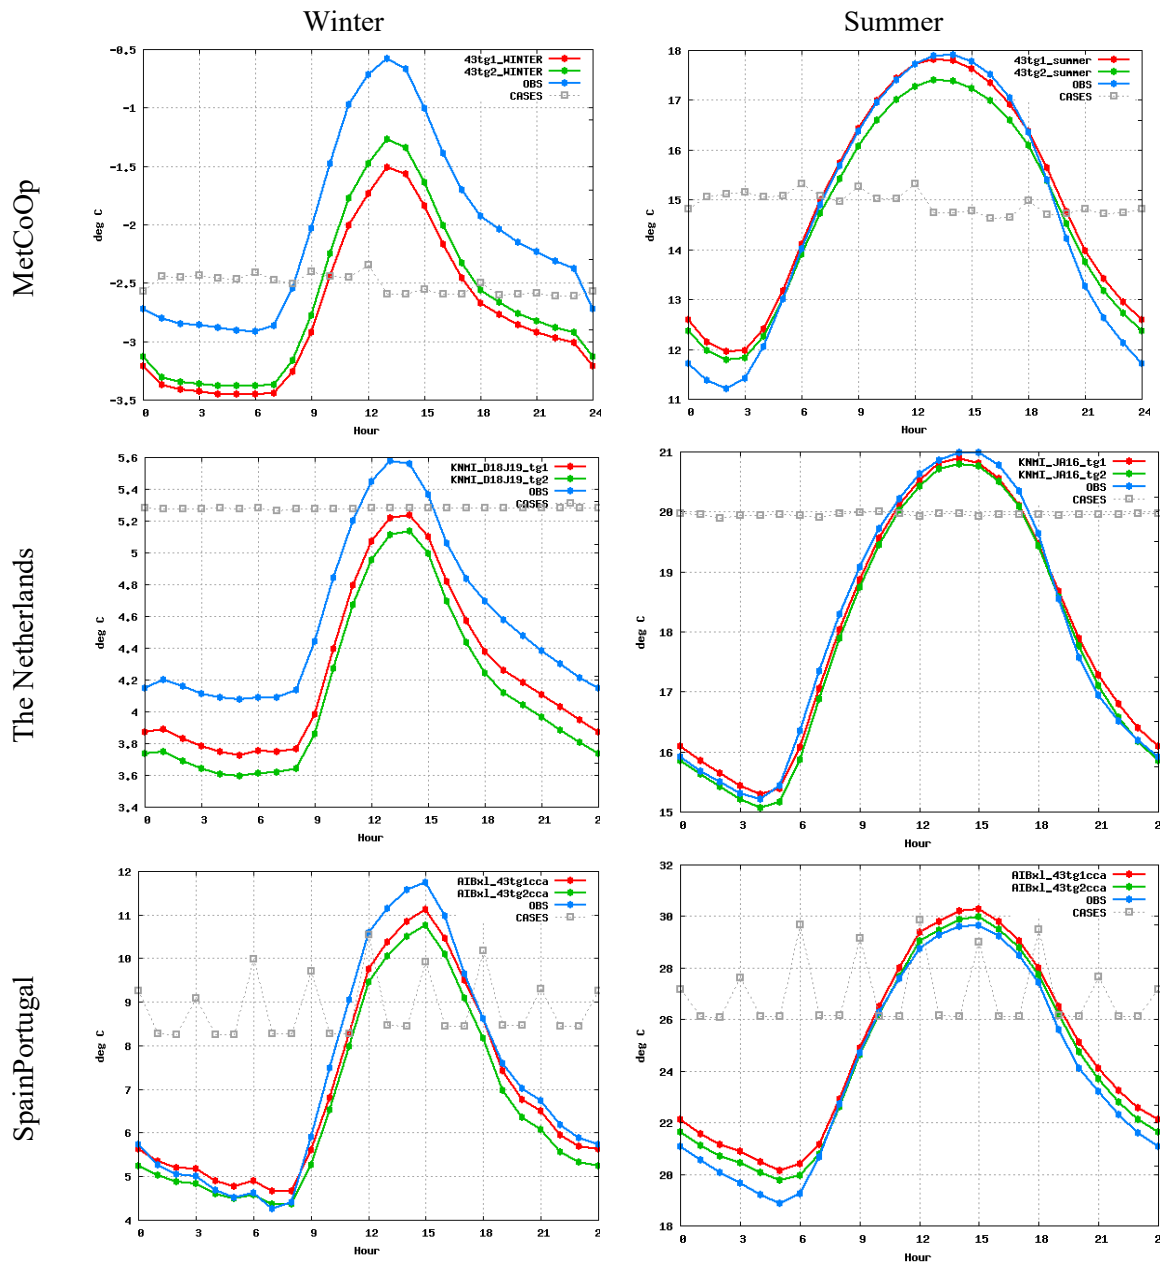 Winter
Summer
MetCoOp
The Netherlands
SpainPortugal
43tg1_WINTER
43tg2_WINTER
OBS
CASES
deg C
-0.5
-1
-1.5
-2
-2.5
-3
-3.5
0 3 6 9 12 15 18 21 24
Hour
43tg1_summer
43tg2_summer
OBS
CASES
deg C
18
17
16
15
14
13
12
11
0 3 6 9 12 15 18 21 24
Hour
KNMI_D18J19_tg1
KNMI_D18J19_tg2
OBS
CASES
deg C
5.6
5.4
5.2
5
4.8
4.6
4.4
4.2
4
3.8
3.6
3.4
0 3 6 9 12 15 18 21 2
Hour
KNMI_JA16_tg1
KNMI_JA16_tg2
OBS
CASES
deg C
21
20
19
18
17
16
15
0 3 6 9 12 15 18 21 2
Hour
AIBxl_43tg1cca
AIBxl_43tg2cca
OBS
CASES
deg C
12
11
10
9
8
7
6
5
4
0 3 6 9 12 15 18 21 2
Hour
AIBxl_43tg1cca
AIBxl_43tg2cca
OBS
CASES
deg C
32
30
28
26
24
22
20
18
0 3 6 9 12 15 18 21 2
Hour